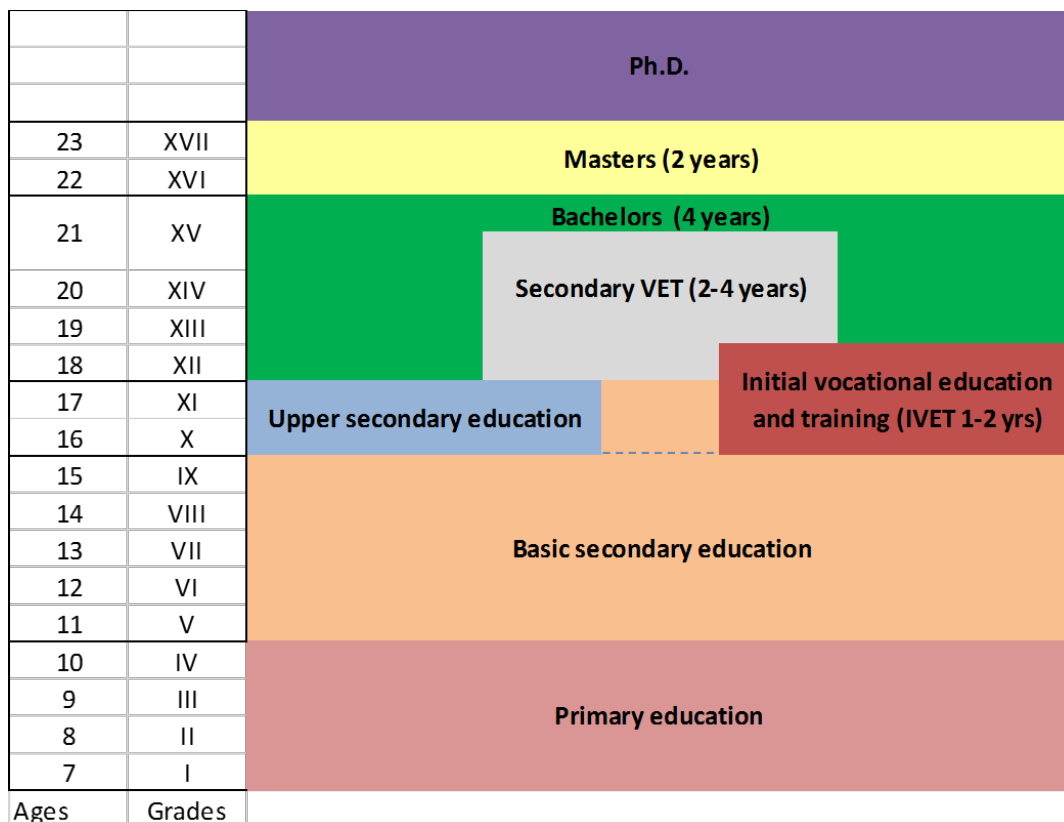 Ph.D.
23 XVII
Masters (2 years)
22 XVI
Bachelors (4 years)
21 XV
20 XIV
Secondary VET (2-4 years)
19 XIII
18 XII
Initial vocational education
and training (IVET 1-2 yrs)
17 XI
Upper secondary education
16 X
15 IX
14 VIII
13 VII
Basic secondary education
12 VI
11 V
10 IV
9 III
Primary education
8 II
7 I
Ages Grades